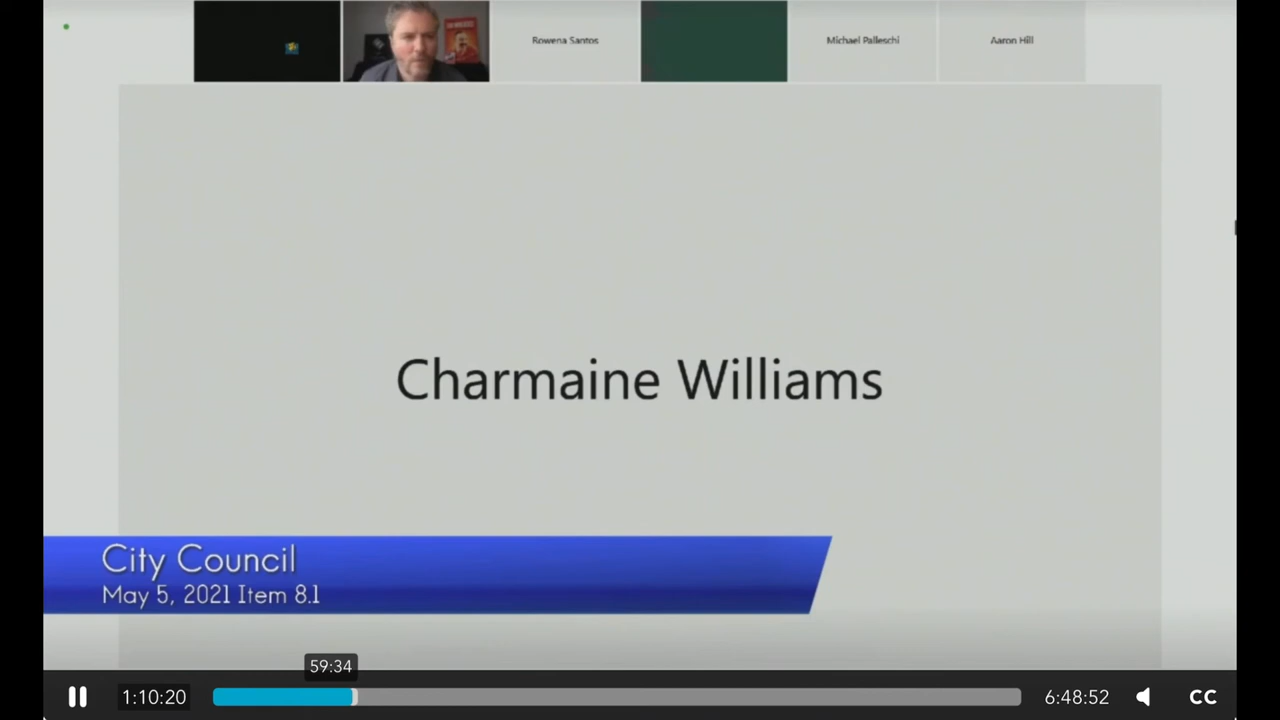 Rowena Santos
Michael Palleschi
Aaron Hill
Charmaine Williams
City Council
May 5, 2021 Item 8.1
59:34
1:10:20
6:48:52
CC